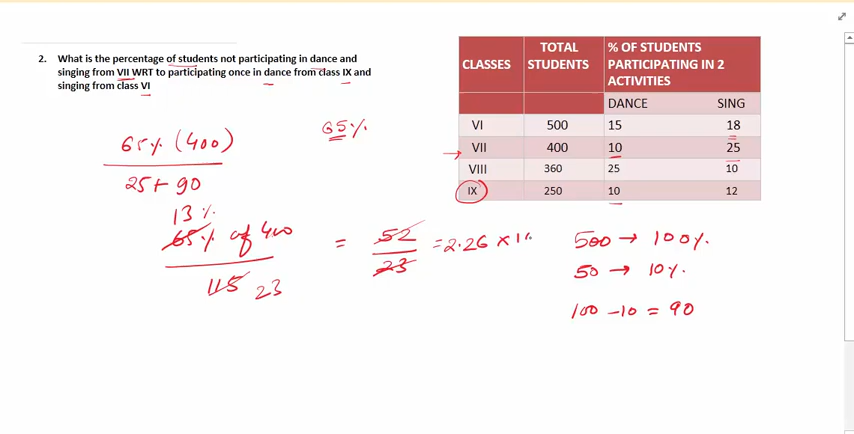 2. What is the percentage of students not participating in dance and
singing from VII WRT to participating once in dance from class IX and
singing from class VI
CLASSES TOTAL STUDENTS % OF STUDENTS PARTICIPATING IN 2 ACTIVITIES
DANCE SING
VI 500 15 18
VII 400 10 25
VIII 360 25 10
IX 250 10 12
65%
65% (400)
25+ 90
13%
65% of 400
115 23
= 52
23
= 2.26 × 1%
500 → 100%.
50 → 10%.
100 - 10 = 90